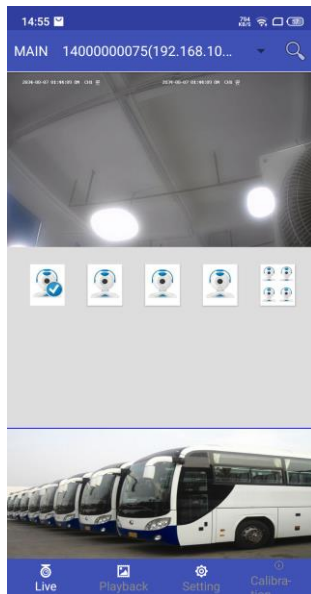 14:55
MAIN 14000000075(192.168.10...
Live
Playback
Setting
Calibra-